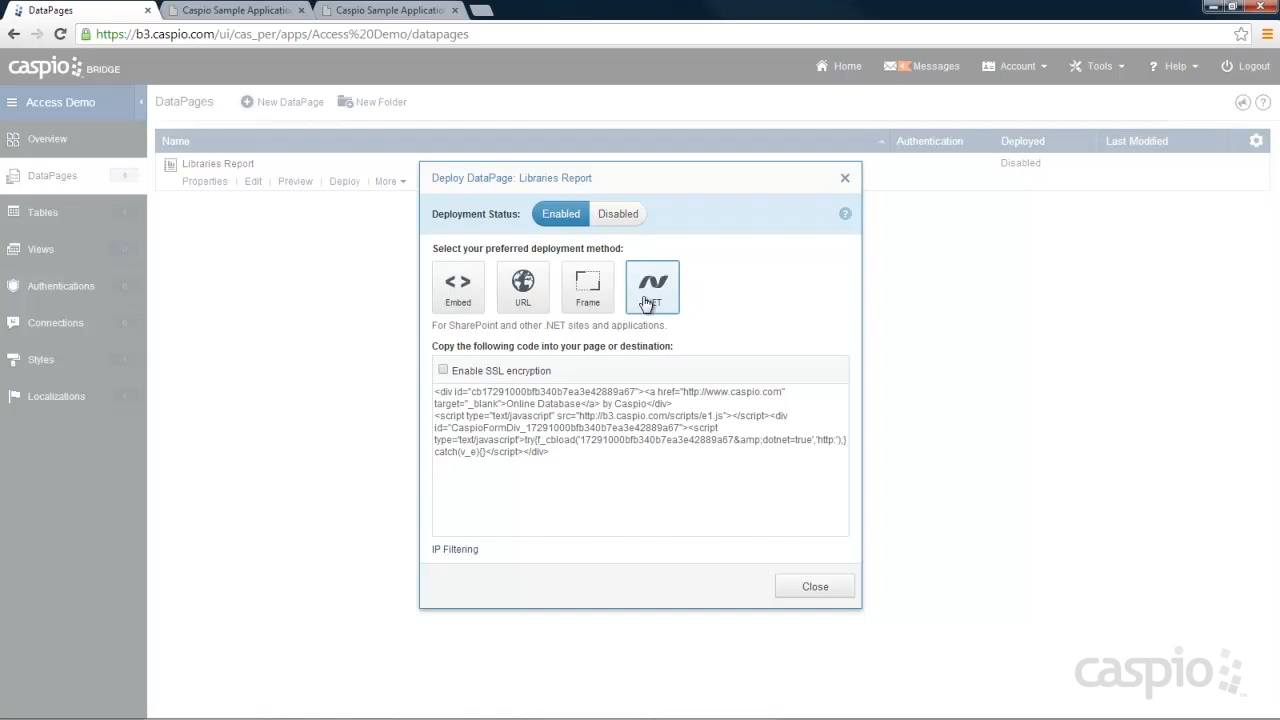 DataPages
Caspio Sample Application
Caspio Sample Application
https://b3.caspio.com/ui/cas_per/apps/Access%20Demo/datapages
caspio BRIDGE
Home
Messages
Account
Tools
Help
Logout
Access Demo
DataPages
New DataPage
New Folder
Overview
Name
Authentication
Deployed
Last Modified
DataPages
1
Libraries Report
Disabled
Properties
Edit
Preview
Deploy
More
Tables
Views
Authentications
Connections
Styles
Localizations
Deploy DataPage: Libraries Report
Deployment Status:
Enabled
Disabled
Select your preferred deployment method:
Embed
URL
Frame
For SharePoint and other .NET sites and applications.
Copy the following code into your page or destination:
Enable SSL encryption
<div id="cb17291000bfb340b7ea3e42889a67"><a href="http://www.caspio.com"
target="_blank">Online Database</a> by Caspio</div>
<script type="text/javascript" src="http://b3.caspio.com/scripts/e1.js"></script><div
id="CaspioFormDiv_17291000bfb340b7ea3e42889a67"><script
type='text/javascript'>try{f_cbload('17291000bfb340b7ea3e42889a67&amp;dotnet=true','http:');}
catch(v_e){}</script></div>
IP Filtering
Close
caspio